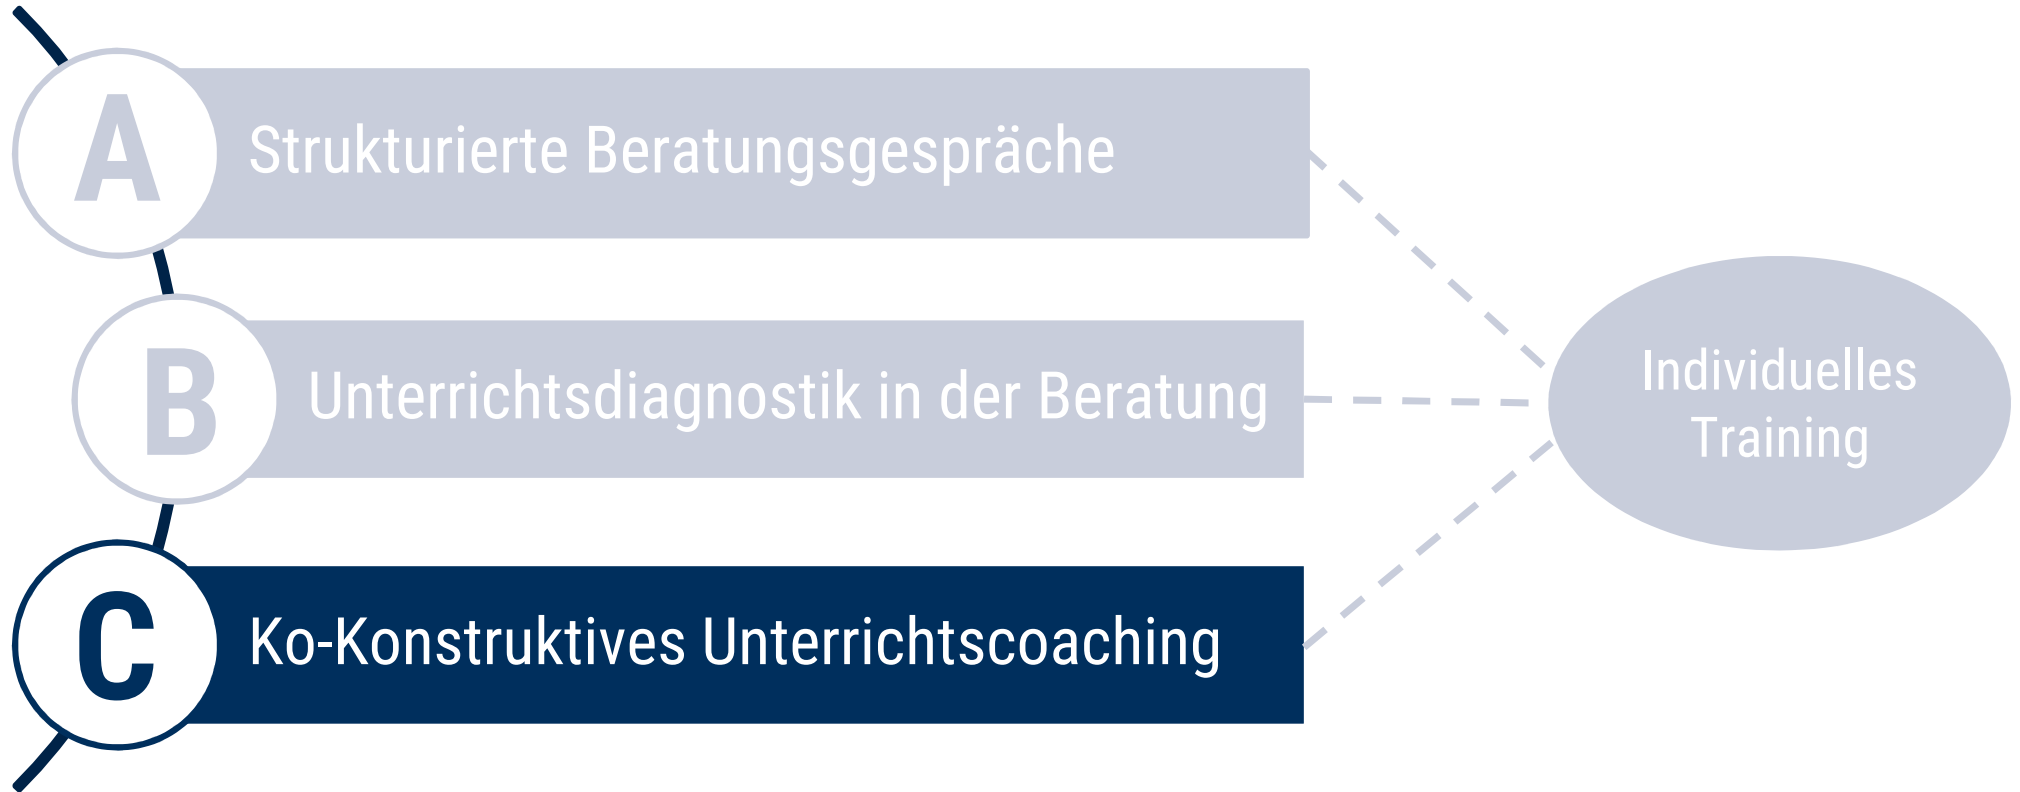 A
Strukturierte Beratungsgespräche
B
Unterrichtsdiagnostik in der Beratung
C
Ko-Konstruktives Unterrichtscoaching
Individuelles
Training